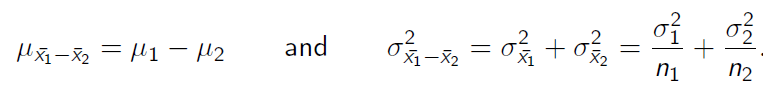 μ_{x̄₁−x̄₂} = μ₁ − μ₂ and σ²_{x̄₁−x̄₂} = σ²_{x̄₁} + σ²_{x̄₂} = σ₁²/n₁ + σ₂²/n₂.